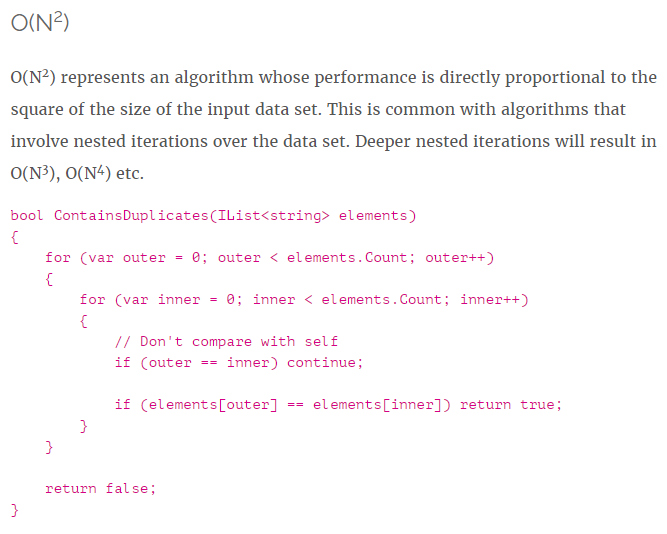 O(N²)
O(N²) represents an algorithm whose performance is directly proportional to the
square of the size of the input data set. This is common with algorithms that
involve nested iterations over the data set. Deeper nested iterations will result in
O(N³), O(N⁴) etc.
bool ContainsDuplicates(IList<string> elements)
{
    for (var outer = 0; outer < elements.Count; outer++)
    {
        for (var inner = 0; inner < elements.Count; inner++)
        {
            // Don't compare with self
            if (outer == inner) continue;
            if (elements[outer] == elements[inner]) return true;
        }
    }
    return false;
}